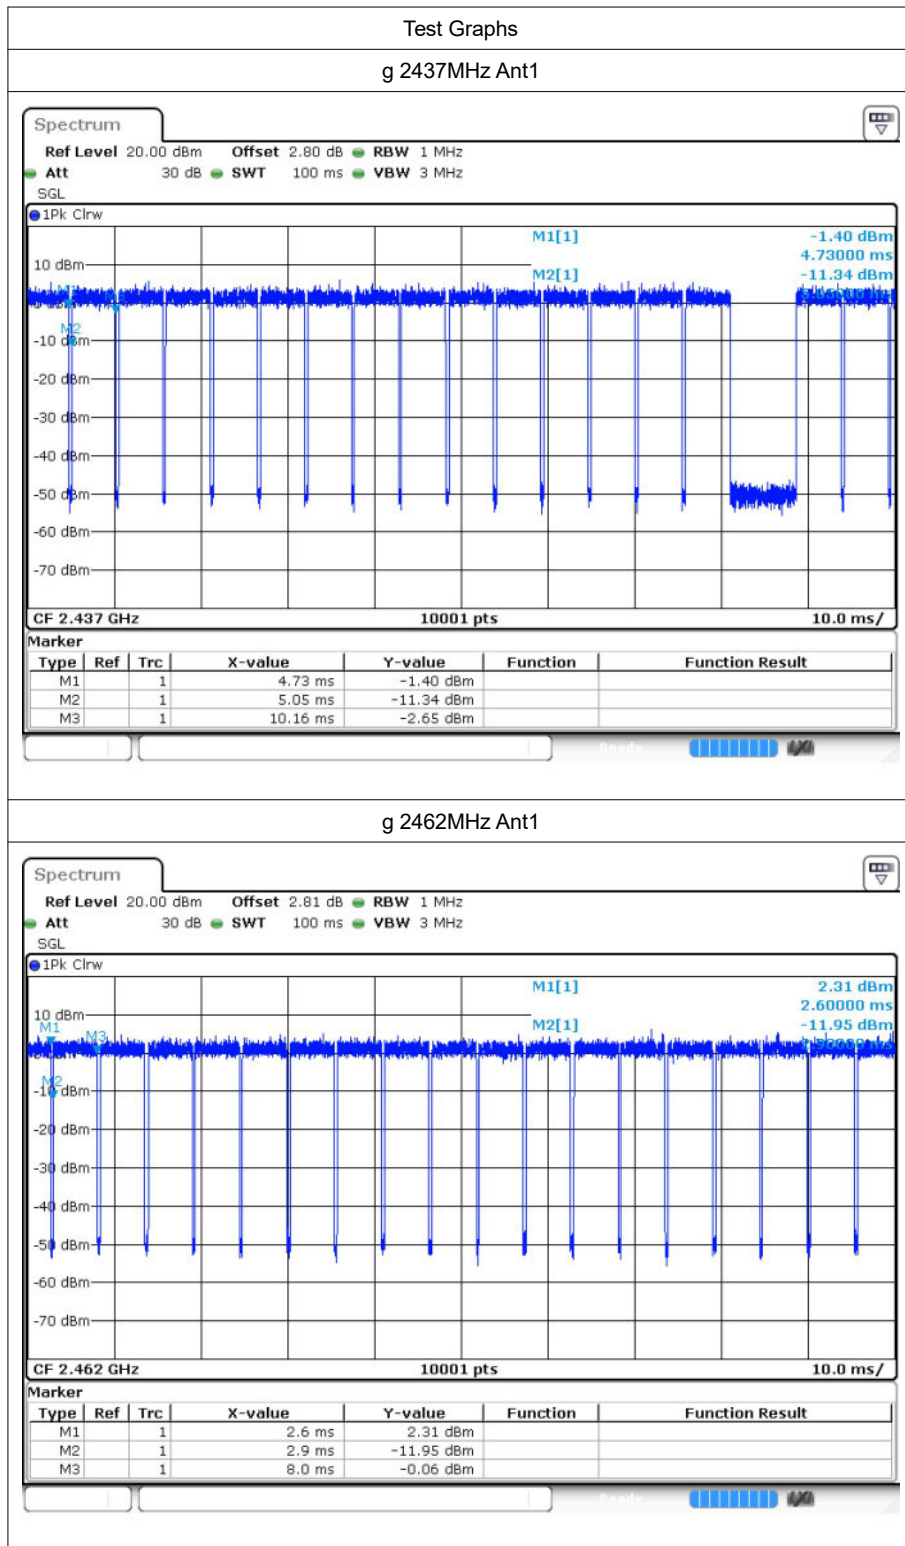 Test Graphs
g 2437MHz Ant1
Spectrum
Ref Level 20.00 dBm Offset 2.80 dB RBW 1 MHz
Att 30 dB SWT 100 ms VBW 3 MHz
SGL
1Pk Clrw
M1[1] -1.40 dBm
4.73000 ms
10 dBm
M2[1] -11.34 dBm
M1
M2
-10 dBm
-20 dBm
-30 dBm
-40 dBm
-50 dBm
-60 dBm
-70 dBm
CF 2.437 GHz 10001 pts 10.0 ms/
Marker
Type Ref Trc X-value Y-value Function Function Result
M1 1 4.73 ms -1.40 dBm
M2 1 5.05 ms -11.34 dBm
M3 1 10.16 ms -2.65 dBm
g 2462MHz Ant1
Spectrum
Ref Level 20.00 dBm Offset 2.81 dB RBW 1 MHz
Att 30 dB SWT 100 ms VBW 3 MHz
SGL
1Pk Clrw
M1[1] 2.31 dBm
2.60000 ms
10 dBm
M2[1] -11.95 dBm
M1
M3
M2
-10 dBm
-20 dBm
-30 dBm
-40 dBm
-50 dBm
-60 dBm
-70 dBm
CF 2.462 GHz 10001 pts 10.0 ms/
Marker
Type Ref Trc X-value Y-value Function Function Result
M1 1 2.6 ms 2.31 dBm
M2 1 2.9 ms -11.95 dBm
M3 1 8.0 ms -0.06 dBm